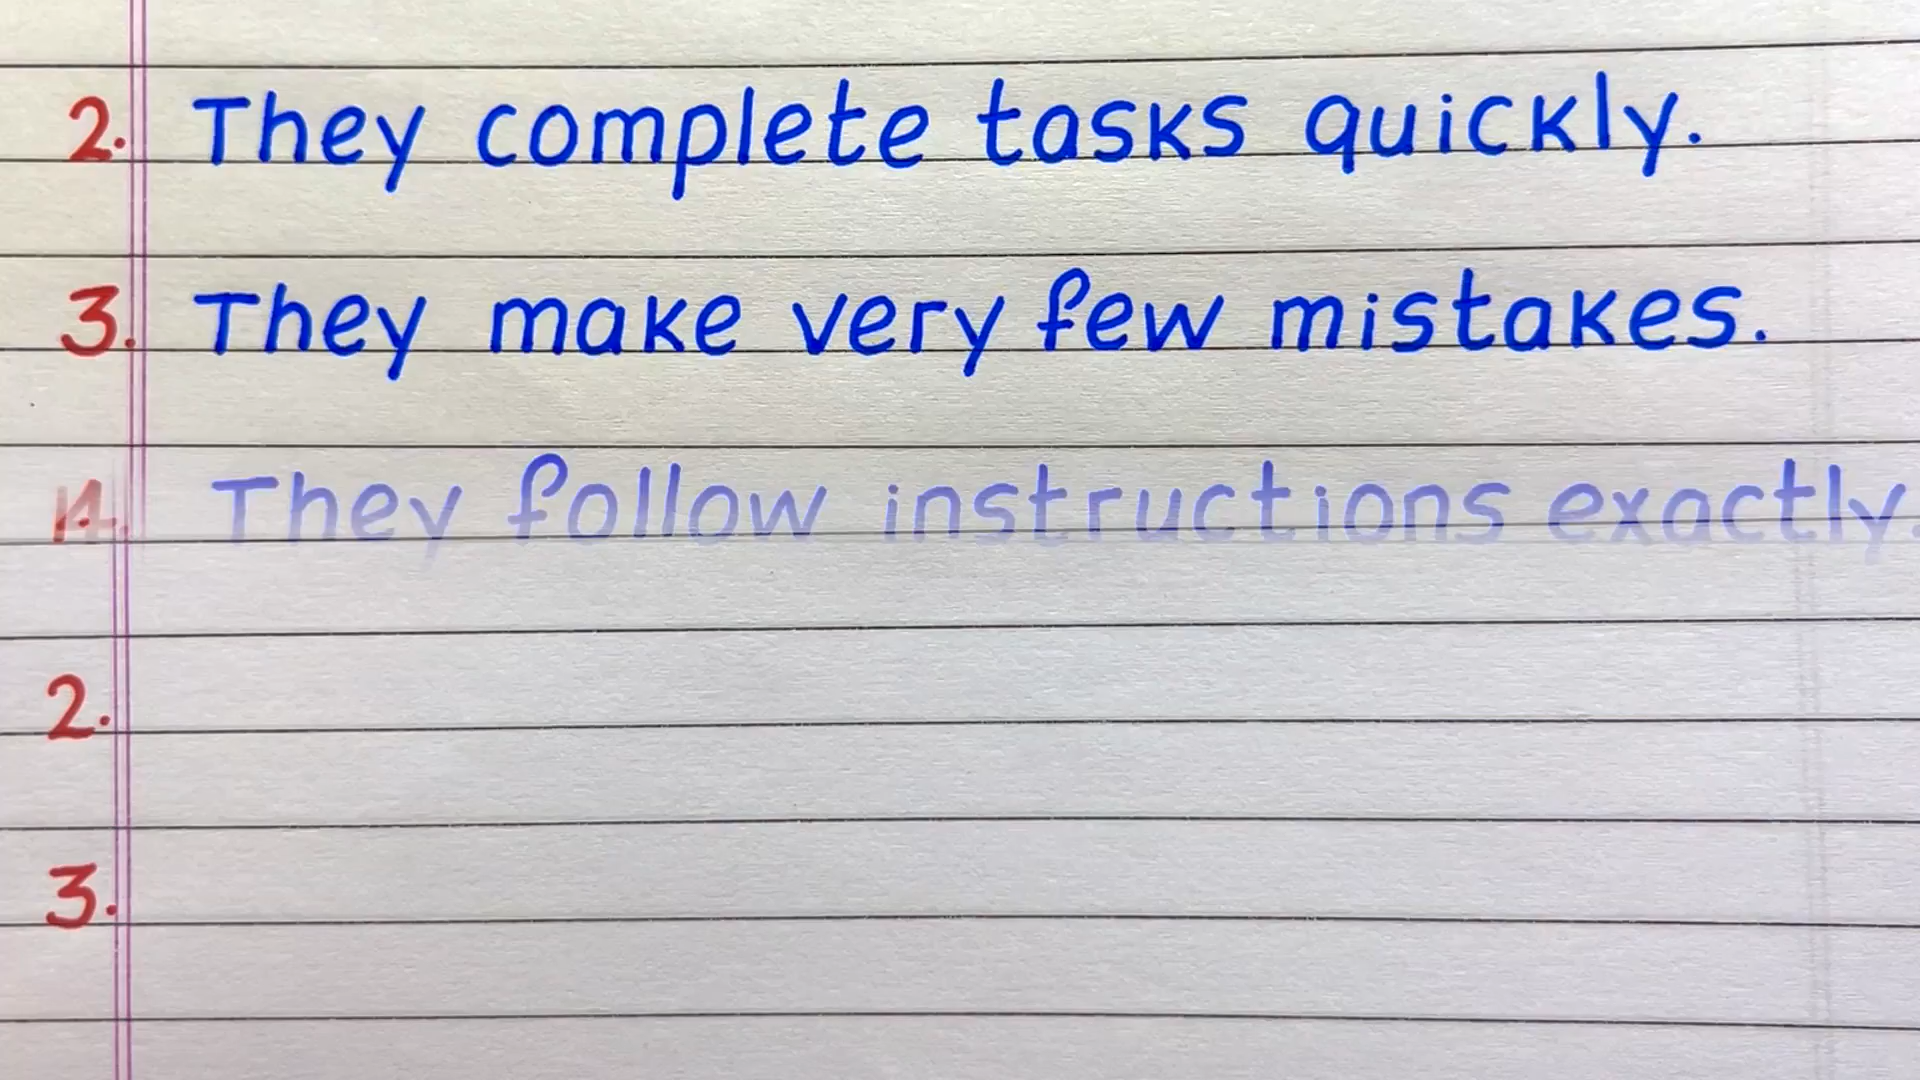 2. They complete tasks quickly.
3. They make very few mistakes.
4. They follow instructions exactly.
2.
3.